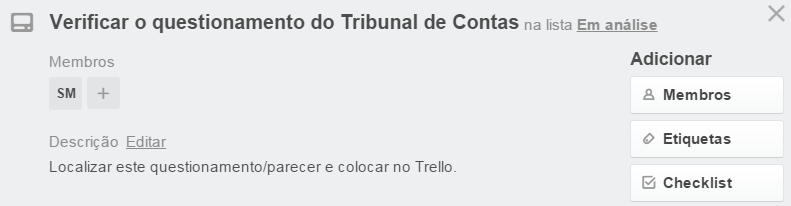 Verificar o questionamento do Tribunal de Contas na lista Em análise
Membros
SM +
Descrição Editar
Localizar este questionamento/parecer e colocar no Trello.
Adicionar
Membros
Etiquetas
Checklist